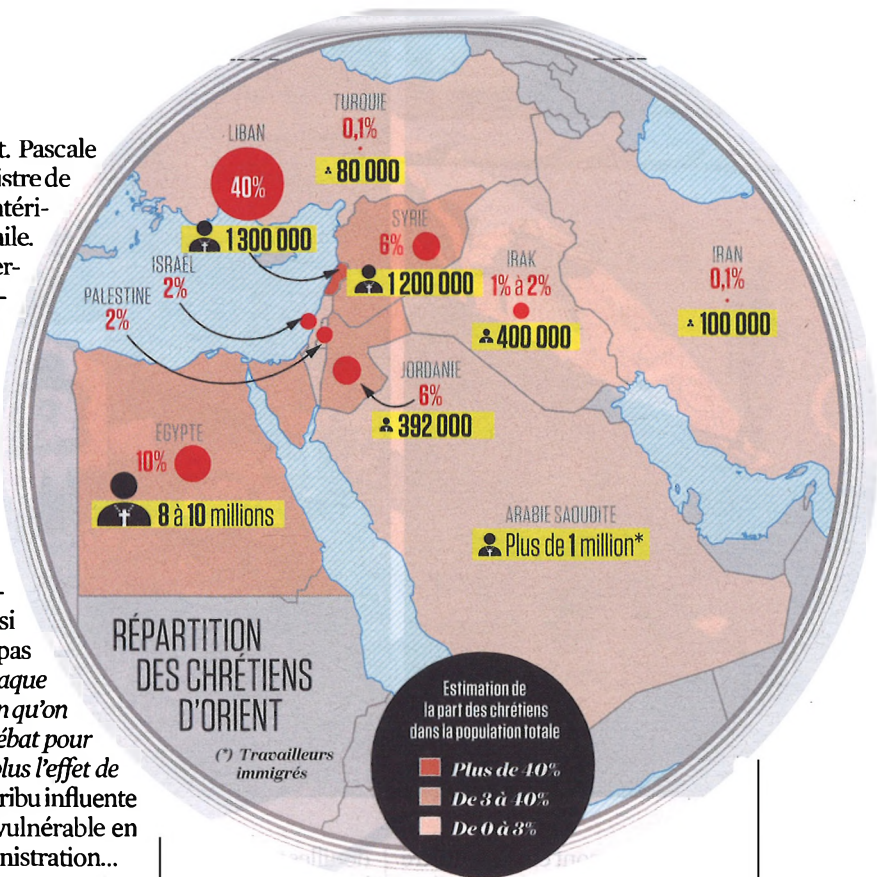 t. Pascale
istre de
ntéri-
nile.
er-
-
LIBAN
40%
1 300 000
TURQUIE
0,1%
80 000
SYRIE
6%
1 200 000
ISRAËL
2%
PALESTINE
2%
IRAK
1% à 2%
400 000
IRAN
0,1%
100 000
JORDANIE
6%
392 000
EGYPTE
10%
8 à 10 millions
ARABIE SAOUDITE
Plus de 1 million*
-
si
pas
aque
n qu'on
ébat pour
plus l'effet de
ribu influente
vulnérable en
nistration...
RÉPARTITION
DES CHRÉTIENS
D'ORIENT
(*) Travailleurs
immigrés
Estimation de
la part des chrétiens
dans la population totale
Plus de 40%
De 3 à 40%
De 0 à 3%